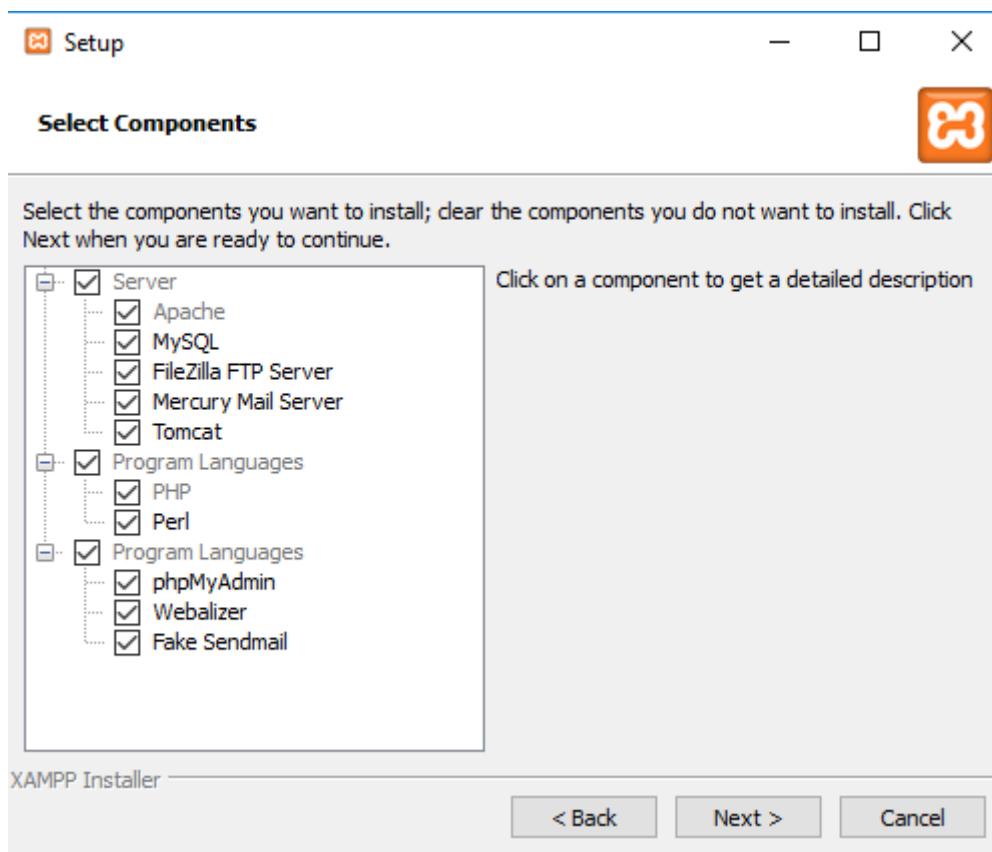 Setup
Select Components
Select the components you want to install; clear the components you do not want to install. Click
Next when you are ready to continue.
Server
Apache
MySQL
FileZilla FTP Server
Mercury Mail Server
Tomcat
Program Languages
PHP
Perl
Program Languages
phpMyAdmin
Webalizer
Fake Sendmail
Click on a component to get a detailed description
XAMPP Installer
< Back
Next >
Cancel